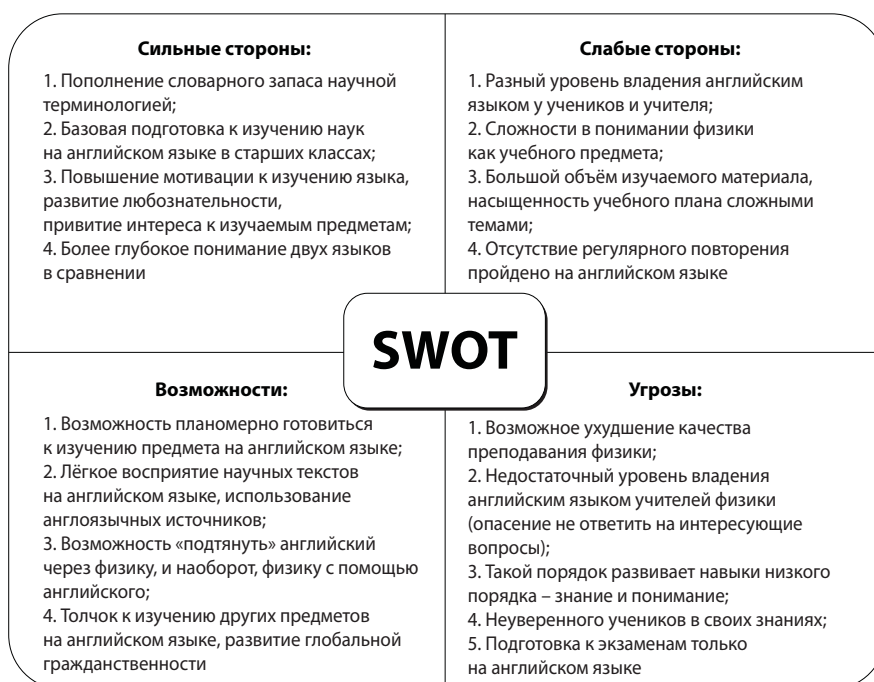 Сильные стороны:
1. Пополнение словарного запаса научной
терминологией;
2. Базовая подготовка к изучению наук
на английском языке в старших классах;
3. Повышение мотивации к изучению языка,
развитие любознательности,
привитие интереса к изучаемым предметам;
4. Более глубокое понимание двух языков
в сравнении
Слабые стороны:
1. Разный уровень владения английским
языком у учеников и учителя;
2. Сложности в понимании физики
как учебного предмета;
3. Большой объём изучаемого материала,
насыщенность учебного плана сложными
темами;
4. Отсутствие регулярного повторения
пройдено на английском языке
SWOT
Возможности:
1. Возможность планомерно готовиться
к изучению предмета на английском языке;
2. Лёгкое восприятие научных текстов
на английском языке, использование
англоязычных источников;
3. Возможность «подтянуть» английский
через физику, и наоборот, физику с помощью
английского;
4. Толчок к изучению других предметов
на английском языке, развитие глобальной
гражданственности
Угрозы:
1. Возможное ухудшение качества
преподавания физики;
2. Недостаточный уровень владения
английским языком учителей физики
(опасение не ответить на интересующие
вопросы);
3. Такой порядок развивает навыки низкого
порядка – знание и понимание;
4. Неуверенного учеников в своих знаниях;
5. Подготовка к экзаменам только
на английском языке